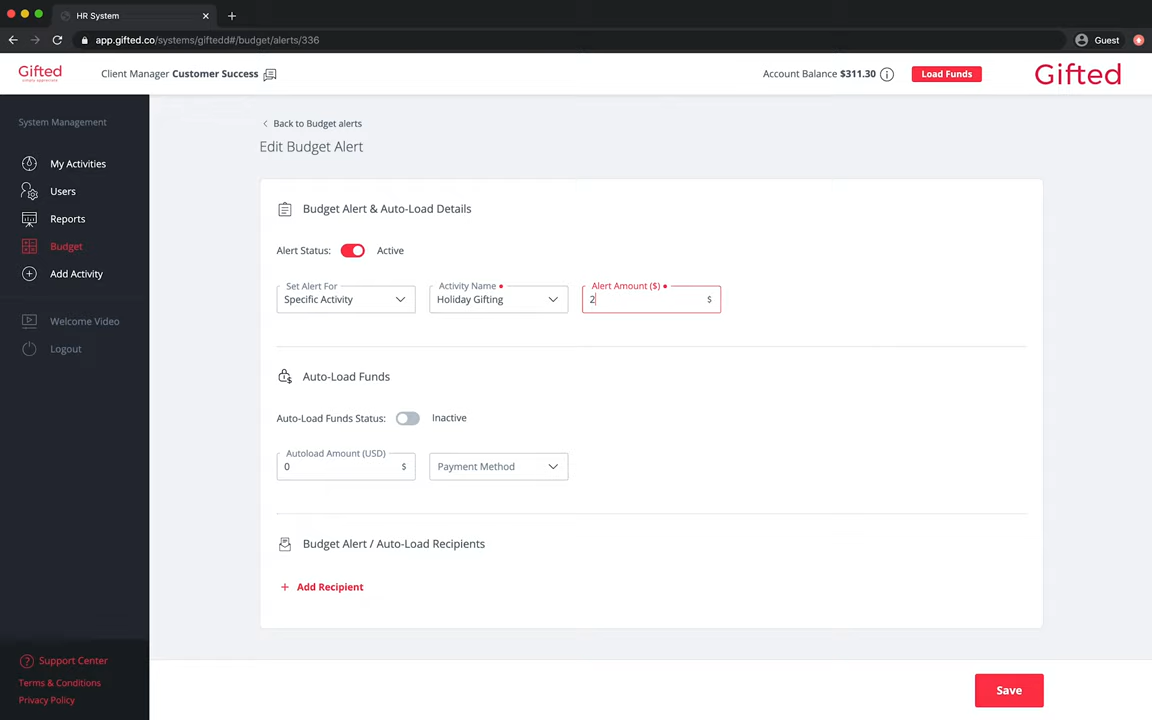 HR System
app.gifted.co/systems/giftedd#/budget/alerts/336
Guest
Gifted
Client Manager Customer Success
Account Balance $311.30
Load Funds
Gifted
System Management
My Activities
Users
Reports
Budget
Add Activity
Welcome Video
Logout
Support Center
Terms & Conditions
Privacy Policy
Back to Budget alerts
Edit Budget Alert
Budget Alert & Auto-Load Details
Alert Status: Active
Set Alert For
Specific Activity
Activity Name
Holiday Gifting
Alert Amount ($)
2 $
Auto-Load Funds
Auto-Load Funds Status: Inactive
Autoload Amount (USD)
0 $
Payment Method
Budget Alert / Auto-Load Recipients
+ Add Recipient
Save